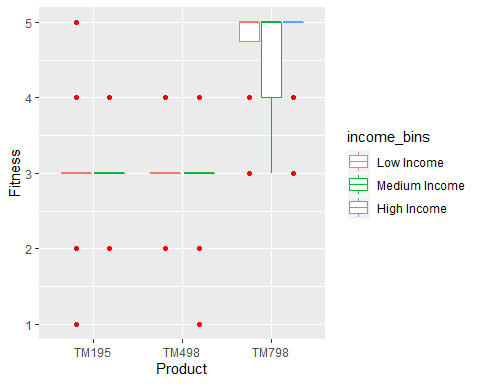 5
4
3
2
1
Fitness
TM195 TM498 TM798
Product
income_bins
Low Income
Medium Income
High Income